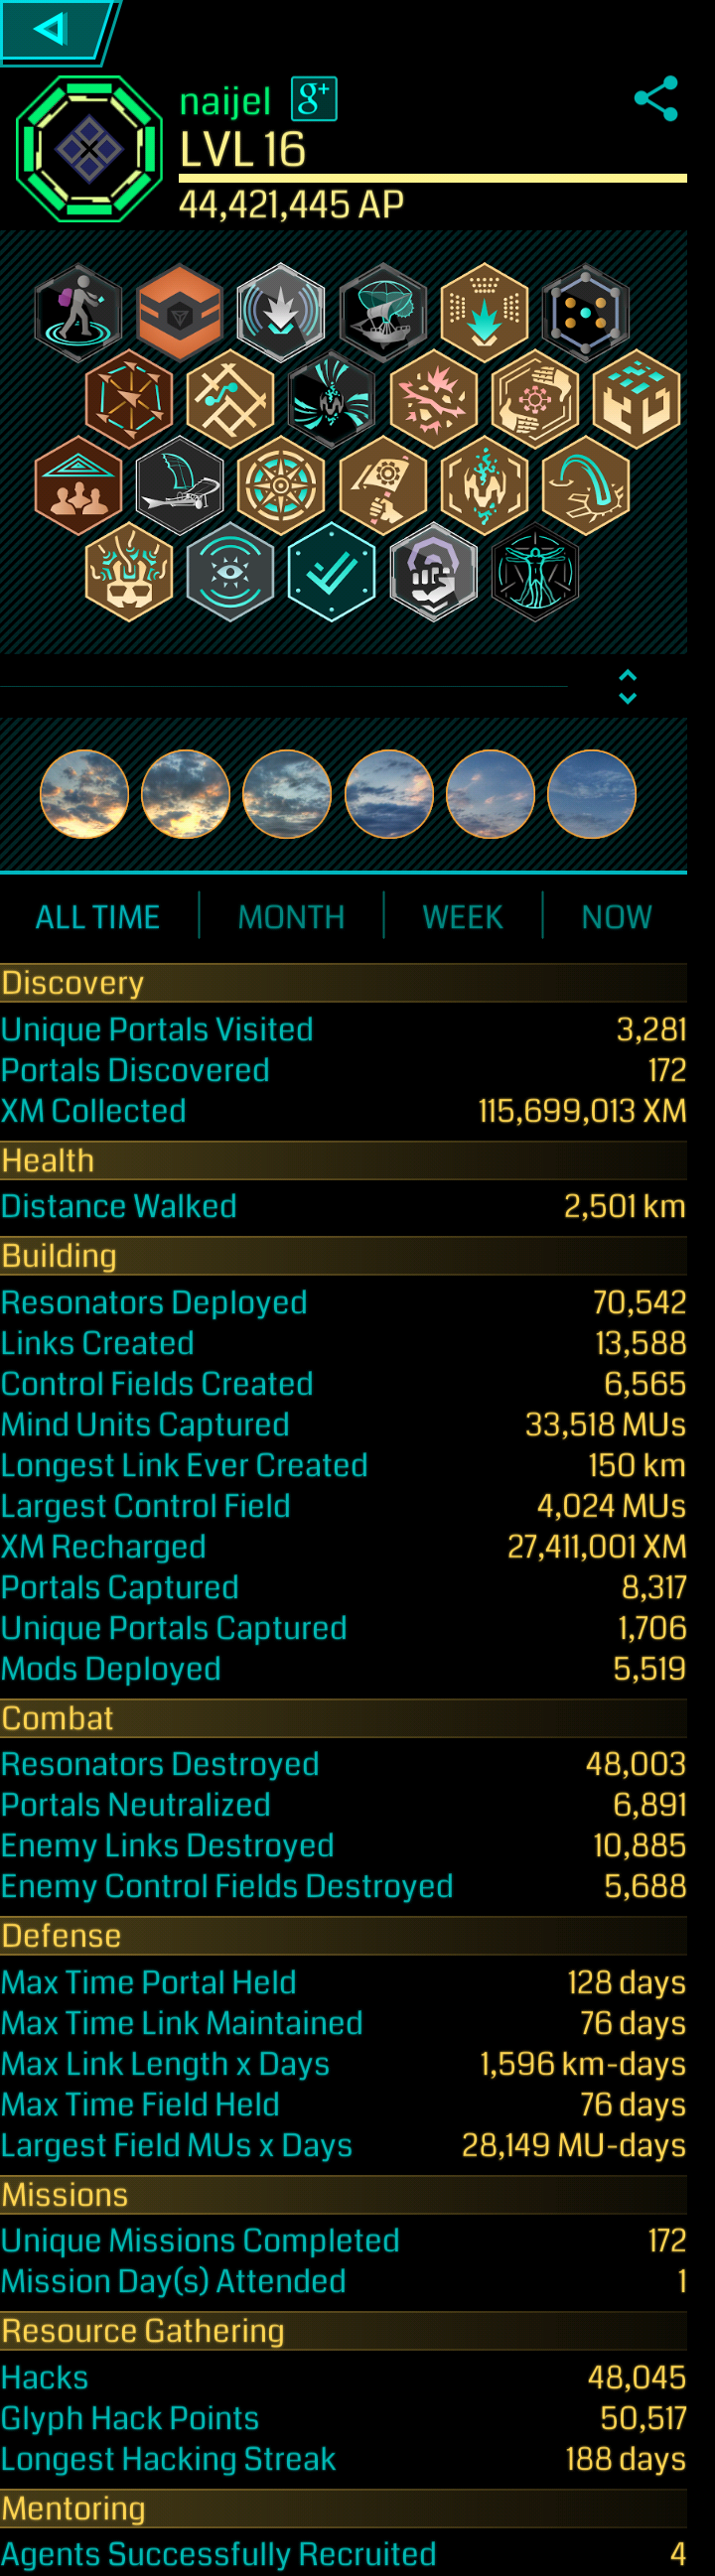 naijel g+
LVL 16
44,421,445 AP
ALL TIME MONTH WEEK NOW
Discovery
Unique Portals Visited 3,281
Portals Discovered 172
XM Collected 115,699,013 XM
Health
Distance Walked 2,501 km
Building
Resonators Deployed 70,542
Links Created 13,588
Control Fields Created 6,565
Mind Units Captured 33,518 MUs
Longest Link Ever Created 150 km
Largest Control Field 4,024 MUs
XM Recharged 27,411,001 XM
Portals Captured 8,317
Unique Portals Captured 1,706
Mods Deployed 5,519
Combat
Resonators Destroyed 48,003
Portals Neutralized 6,891
Enemy Links Destroyed 10,885
Enemy Control Fields Destroyed 5,688
Defense
Max Time Portal Held 128 days
Max Time Link Maintained 76 days
Max Link Length x Days 1,596 km-days
Max Time Field Held 76 days
Largest Field MUs x Days 28,149 MU-days
Missions
Unique Missions Completed 172
Mission Day(s) Attended 1
Resource Gathering
Hacks 48,045
Glyph Hack Points 50,517
Longest Hacking Streak 188 days
Mentoring
Agents Successfully Recruited 4